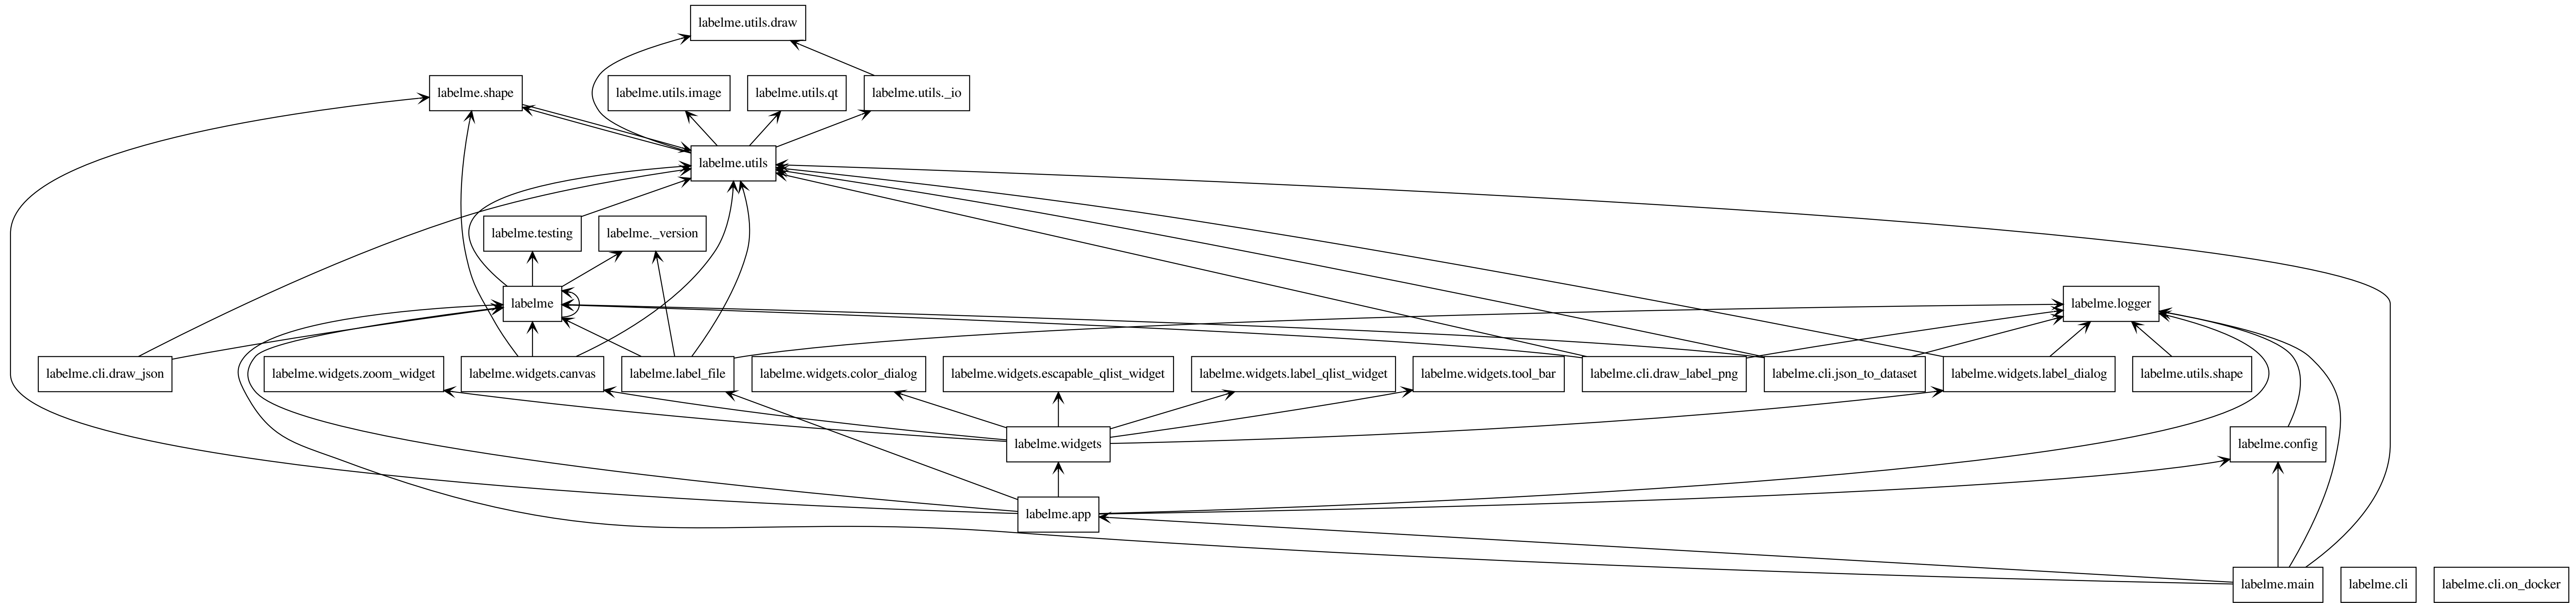 labelme.utils.draw
labelme.shape
labelme.utils.image
labelme.utils.qt
labelme.utils._io
labelme.utils
labelme.testing
labelme._version
labelme
labelme.logger
labelme.cli.draw_json
labelme.widgets.zoom_widget
labelme.widgets.canvas
labelme.label_file
labelme.widgets.color_dialog
labelme.widgets.escapable_qlist_widget
labelme.widgets.label_qlist_widget
labelme.widgets.tool_bar
labelme.cli.draw_label_png
labelme.cli.json_to_dataset
labelme.widgets.label_dialog
labelme.utils.shape
labelme.widgets
labelme.config
labelme.app
labelme.main
labelme.cli
labelme.cli.on_docker